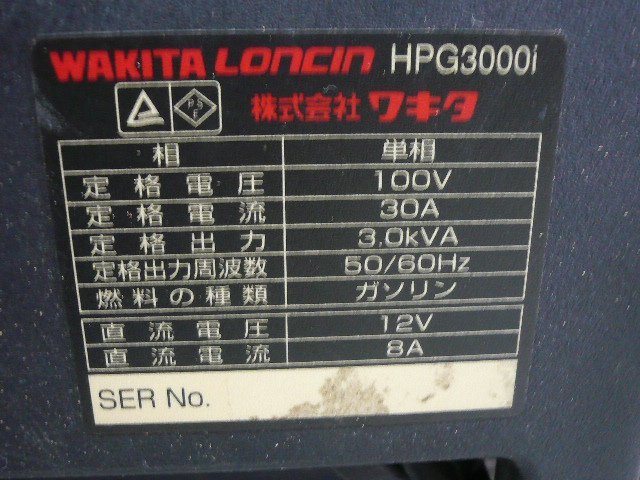 WAKITA LONCIN HPG3000i
PSE
株式会社 ワキタ
相 単相
定格電圧 100V
定格電流 30A
定格出力 3.0kVA
定格出力周波数 50/60Hz
燃料の種類 ガソリン
直流電圧 12V
直流電流 8A
SER No.